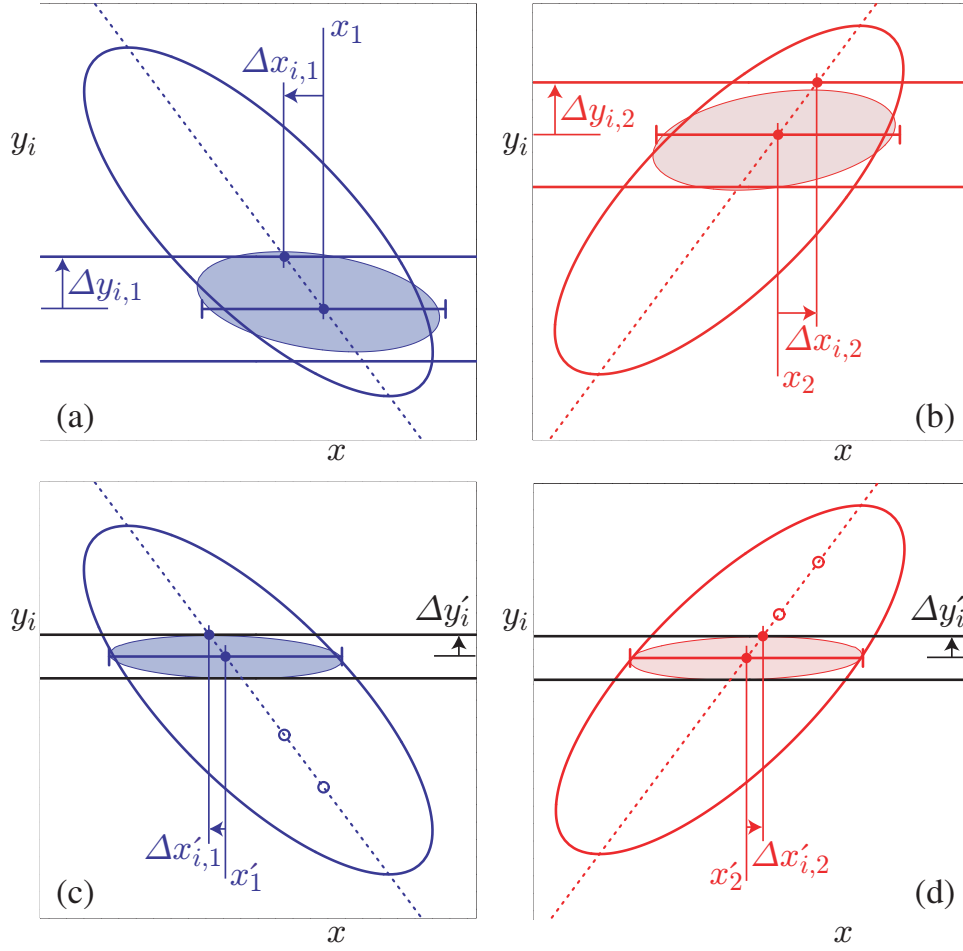 x₁
Δx_{i,1}
y_i
Δy_{i,1}
(a)
x
y_i
Δy_{i,2}
Δx_{i,2}
x₂
(b)
x
y_i
Δy′_i
Δx′_{i,1}
x′₁
(c)
x
y_i
Δy′_i
Δx′_{i,2}
x′₂
(d)
x